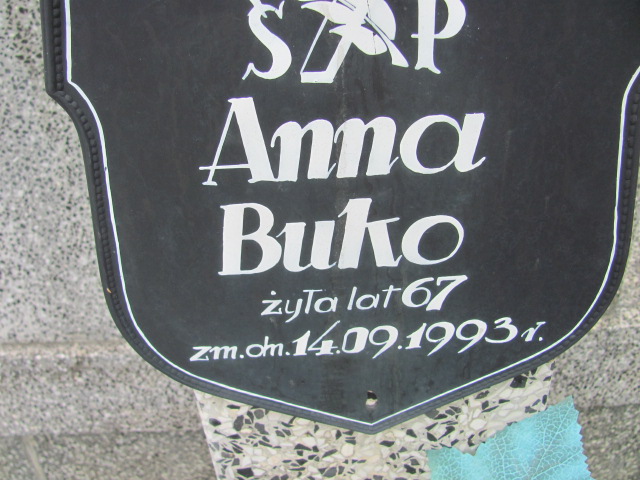 Ś P
Anna
Buko
żyła lat 67
zm. dn. 14.09.1993 r.